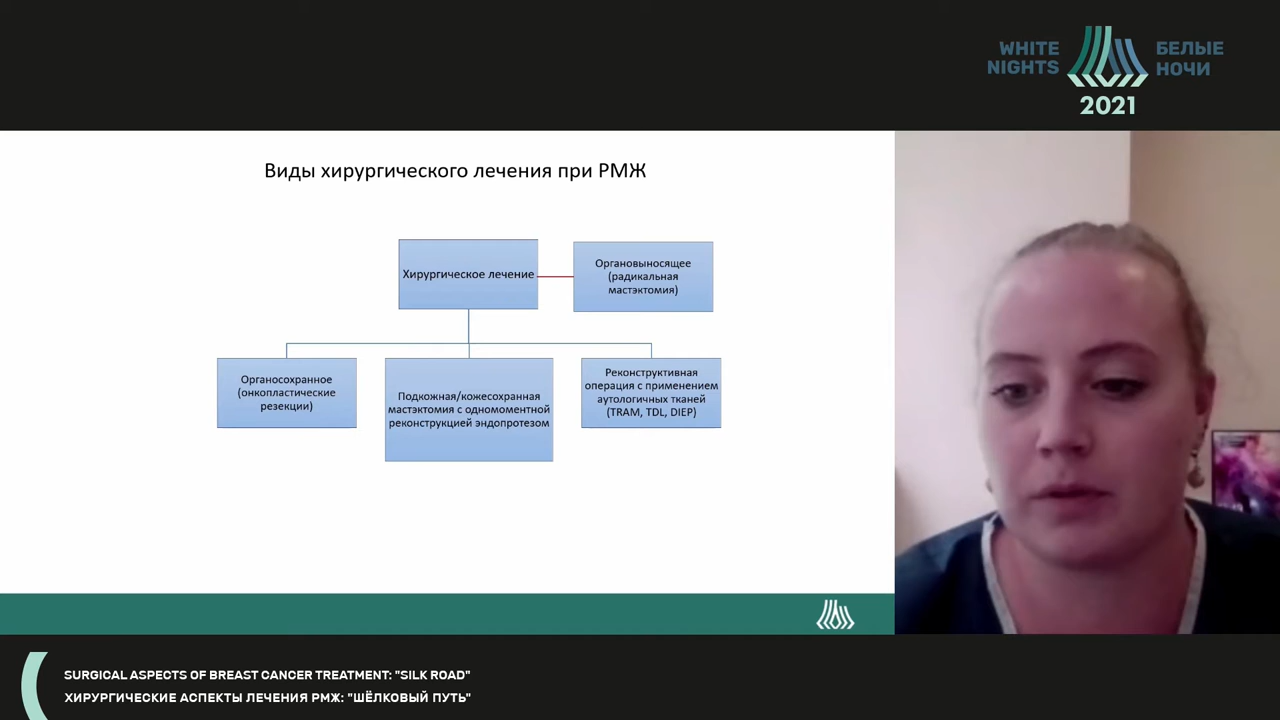 WHITE
NIGHTS
БЕЛЫЕ
НОЧИ
2021
Виды хирургического лечения при РМЖ
Хирургическое лечение
Органовыносящее
(радикальная
мастэктомия)
Органосохранное
(онкопластические
резекции)
Подкожная/кожесохранная
мастэктомия с одномоментной
реконструкцией эндопротезом
Реконструктивная
операция с применением
аутологичных тканей
(TRAM, TDL, DIEP)
SURGICAL ASPECTS OF BREAST CANCER TREATMENT: "SILK ROAD"
ХИРУРГИЧЕСКИЕ АСПЕКТЫ ЛЕЧЕНИЯ РМЖ: "ШЁЛКОВЫЙ ПУТЬ"